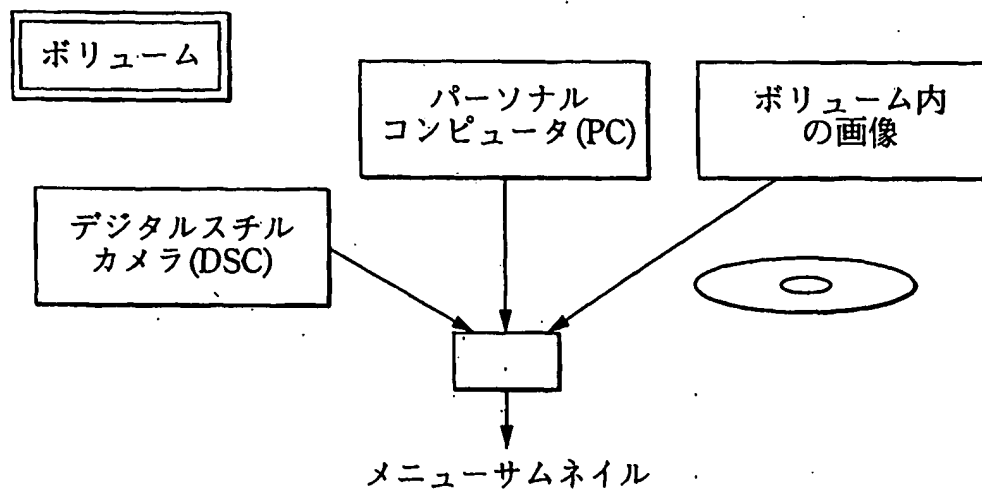 ボリューム
パーソナル
コンピュータ(PC)
ボリューム内
の画像
デジタルスチル
カメラ(DSC)
メニューサムネイル